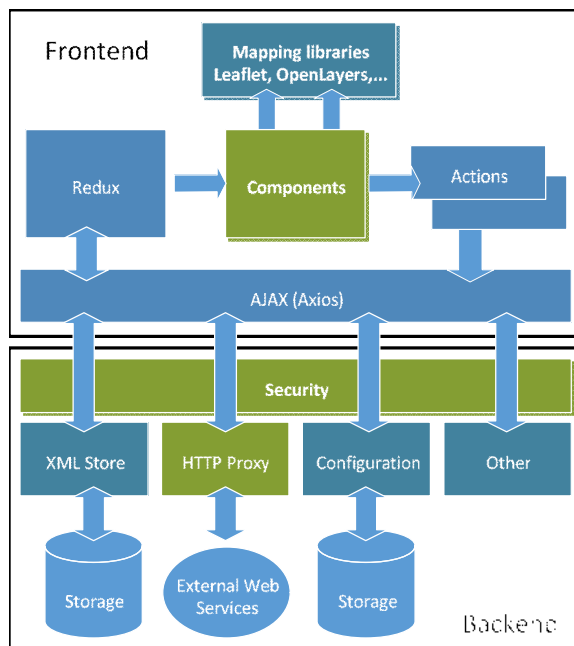 Frontend
Mapping libraries
Leaflet, OpenLayers,...
Redux
Components
Actions
AJAX (Axios)
Security
XML Store
HTTP Proxy
Configuration
Other
Storage
External Web
Services
Storage
Backend